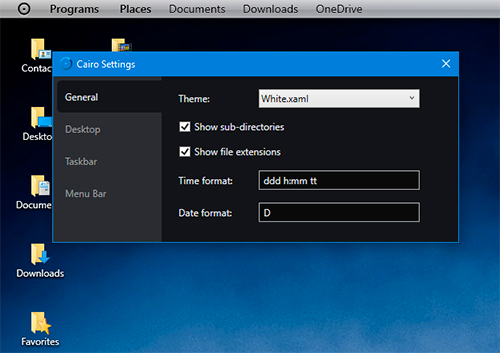 Programs Places Documents Downloads OneDrive
Contac
Cairo Settings
General
Theme: White.xaml
Deskto
Desktop
Show sub-directories
Taskbar
Show file extensions
Menu Bar
Time format: ddd h:mm tt
Docume
Date format: D
Downloads
Favorites